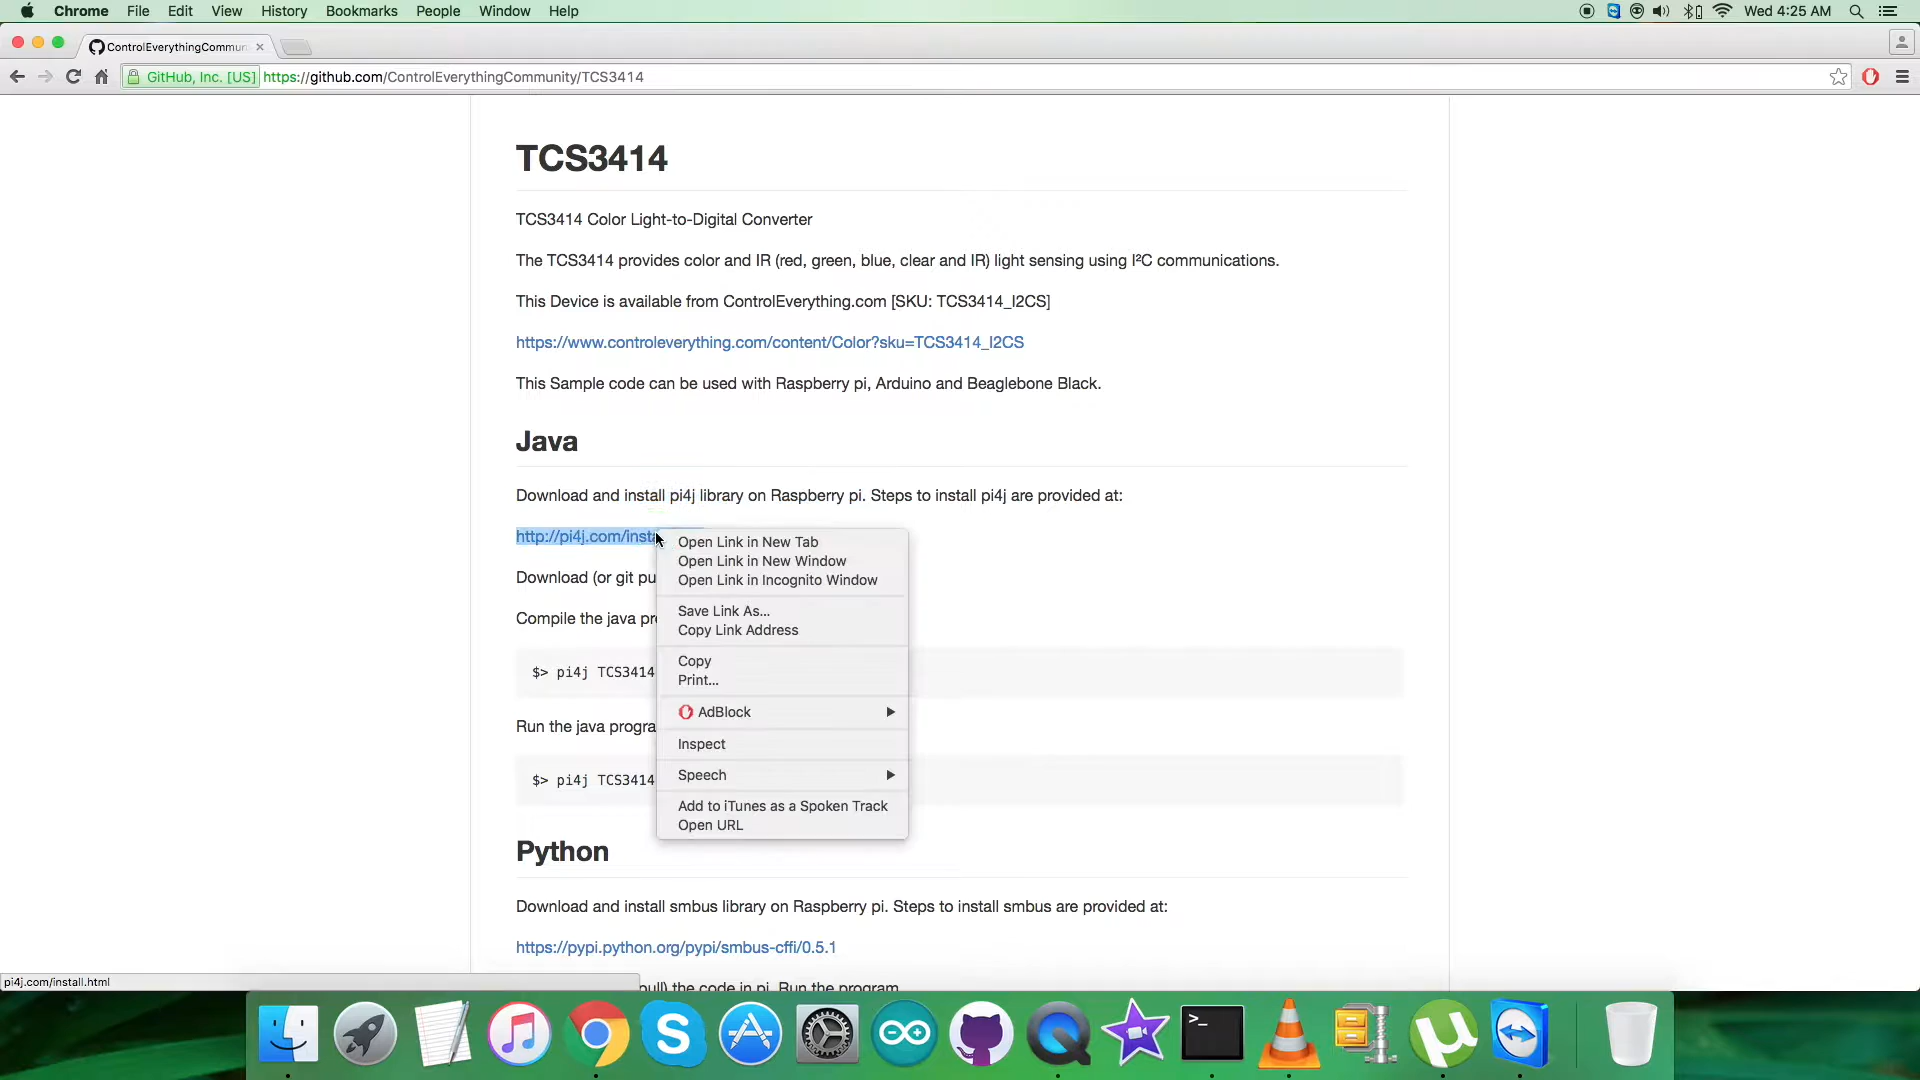 Chrome File Edit View History Bookmarks People Window Help Wed 4:25 AM
ControlEverythingCommun
GitHub, Inc. [US] https://github.com/ControlEverythingCommunity/TCS3414
TCS3414
TCS3414 Color Light-to-Digital Converter
The TCS3414 provides color and IR (red, green, blue, clear and IR) light sensing using I²C communications.
This Device is available from ControlEverything.com [SKU: TCS3414_I2CS]
https://www.controleverything.com/content/Color?sku=TCS3414_I2CS
This Sample code can be used with Raspberry pi, Arduino and Beaglebone Black.
Java
Download and install pi4j library on Raspberry pi. Steps to install pi4j are provided at:
http://pi4j.com/insta
Open Link in New Tab
Open Link in New Window
Open Link in Incognito Window
Save Link As...
Copy Link Address
Copy
Print...
AdBlock
Inspect
Speech
Add to iTunes as a Spoken Track
Open URL
Download (or git pu
Compile the java pr
$> pi4j TCS3414
Run the java progra
$> pi4j TCS3414
Python
Download and install smbus library on Raspberry pi. Steps to install smbus are provided at:
https://pypi.python.org/pypi/smbus-cffi/0.5.1
pull) the code in pi. Run the program.
pi4j.com/install.html